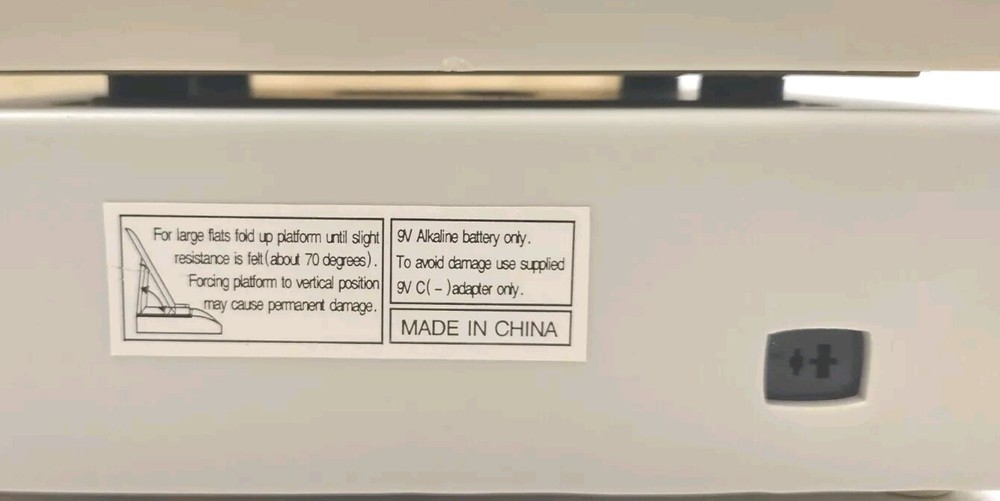 For large flats fold up platform until slight
resistance is felt (about 70 degrees).
Forcing platform to vertical position
may cause permanent damage.
9V Alkaline battery only.
To avoid damage use supplied
9V C( - )adapter only.
MADE IN CHINA